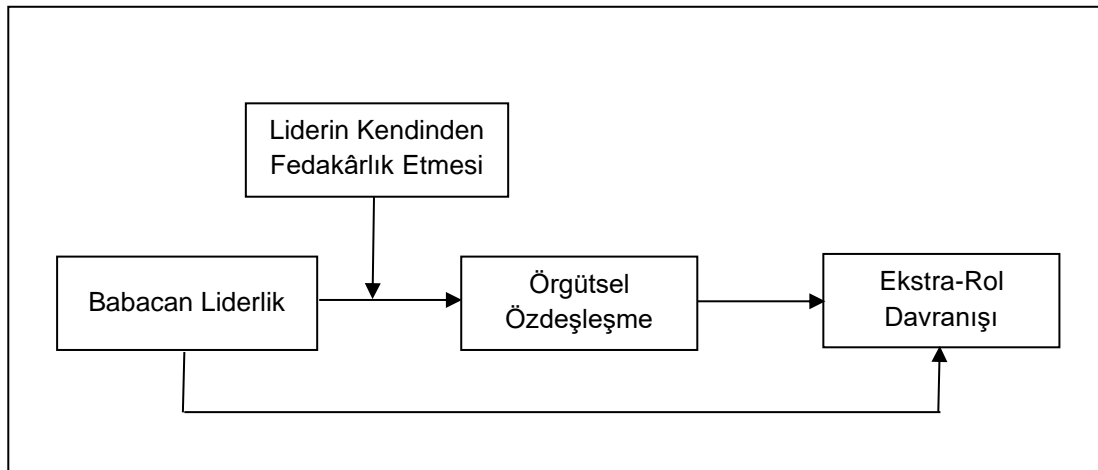 Liderin Kendinden
Fedakârlık Etmesi
Babacan Liderlik
Örgütsel
Özdeşleşme
Ekstra-Rol
Davranışı